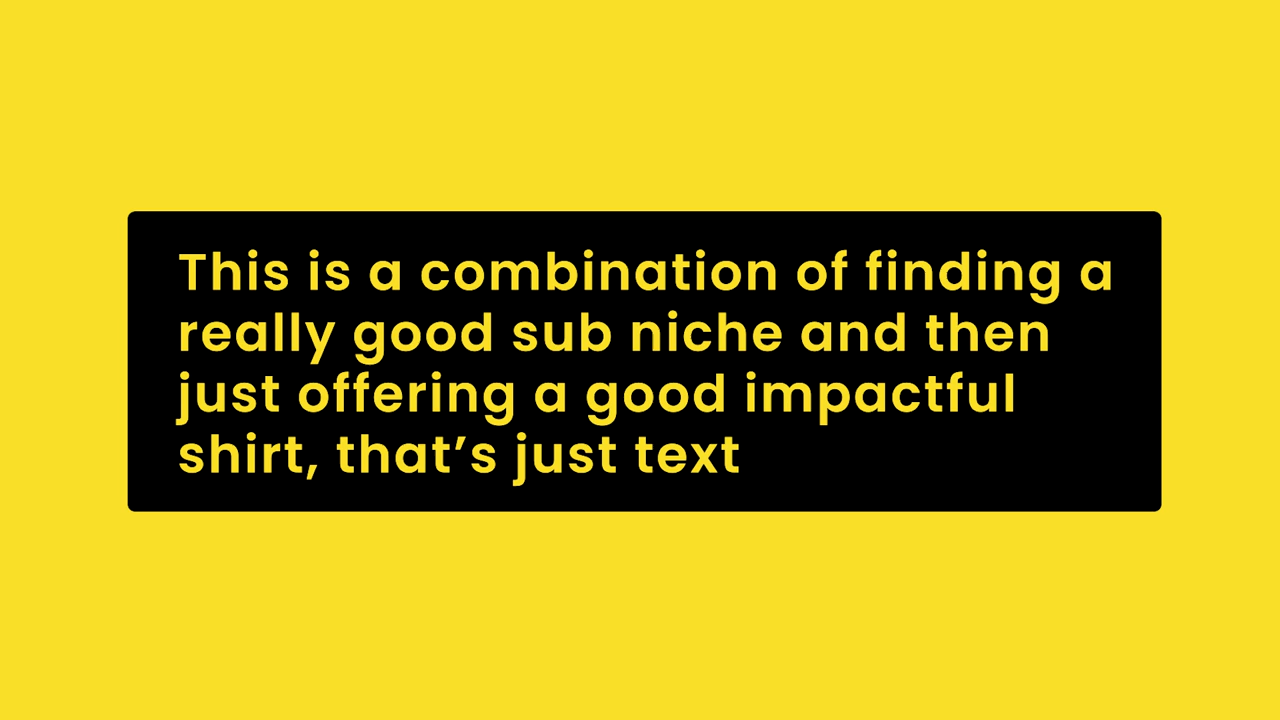 This is a combination of finding a
really good sub niche and then
just offering a good impactful
shirt, that’s just text